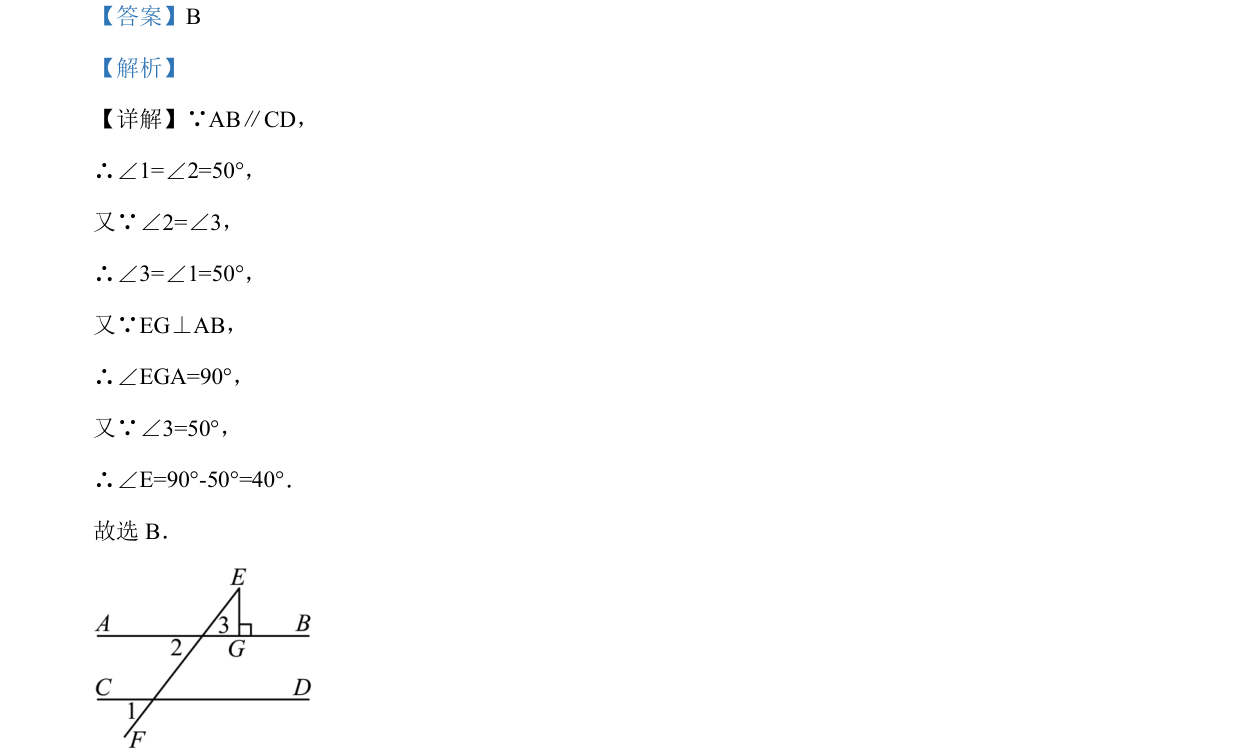 【答案】B
【解析】
【详解】∵AB∥CD,
∴∠1=∠2=50°,
又∵∠2=∠3,
∴∠3=∠1=50°,
又∵EG⊥AB,
∴∠EGA=90°,
又∵∠3=50°,
∴∠E=90°-50°=40°.
故选 B.
E
A 3 B
2 G
C D
1
F